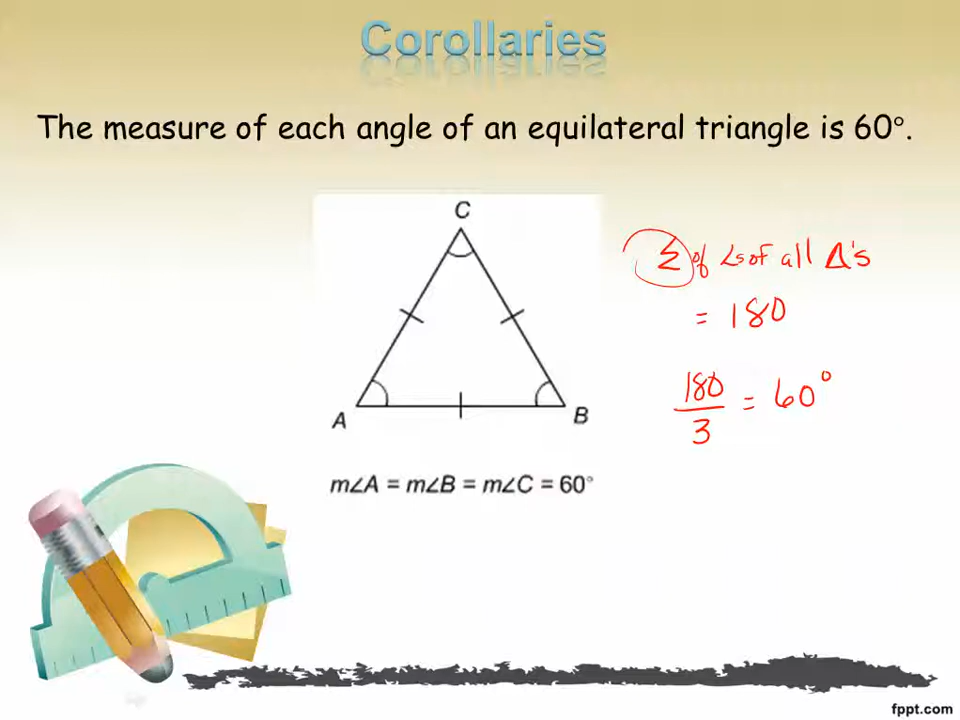 Corollaries
The measure of each angle of an equilateral triangle is 60°.
C
Σ of ∠s of all Δ's
= 180
180/3 = 60°
A
B
m∠A = m∠B = m∠C = 60°
fppt.com